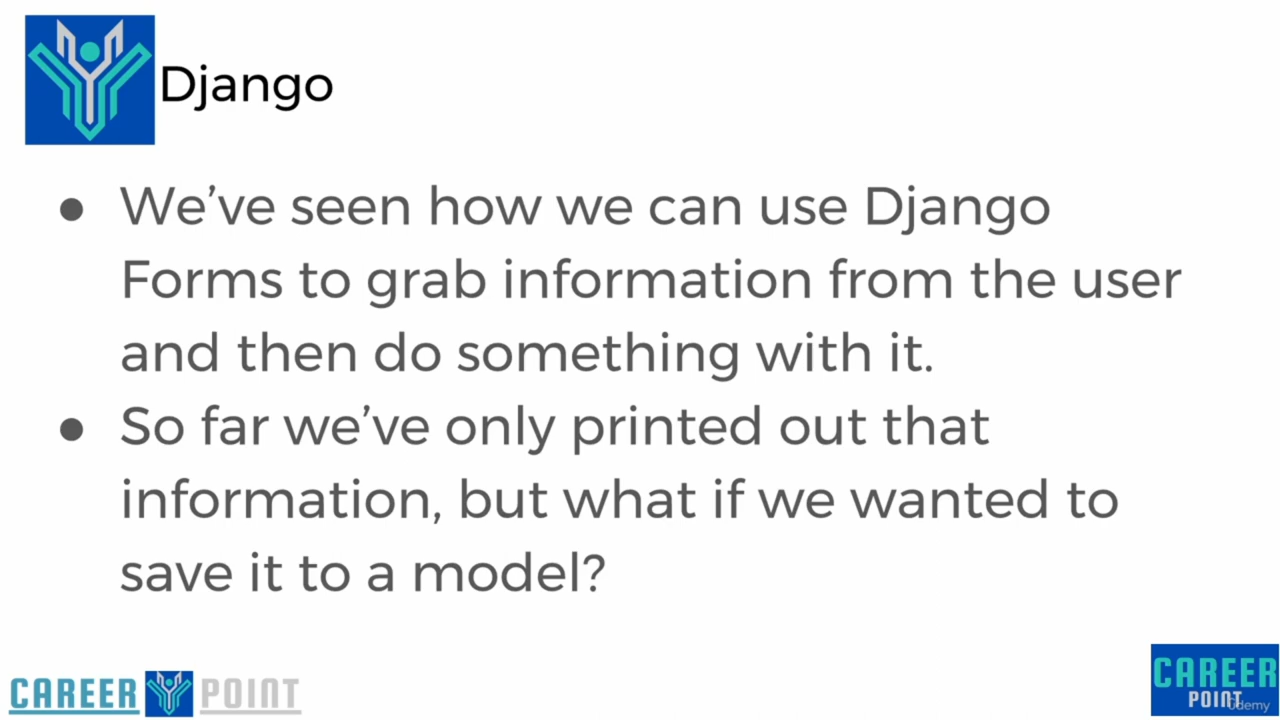 Django
● We’ve seen how we can use Django
Forms to grab information from the user
and then do something with it.
● So far we’ve only printed out that
information, but what if we wanted to
save it to a model?
CAREER POINT
CAREER
POINT
udemy